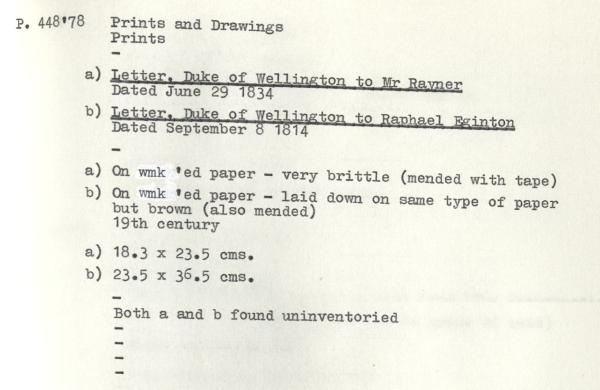 P. 448'78 Prints and Drawings
Prints
-
a) Letter, Duke of Wellington to Mr Rayner
Dated June 29 1834
b) Letter, Duke of Wellington to Raphael Eginton
Dated September 8 1814
-
a) On wmk 'ed paper - very brittle (mended with tape)
b) On wmk 'ed paper - laid down on same type of paper
but brown (also mended)
19th century
a) 18.3 x 23.5 cms.
b) 23.5 x 36.5 cms.
-
Both a and b found uninventoried
-
-
-
-